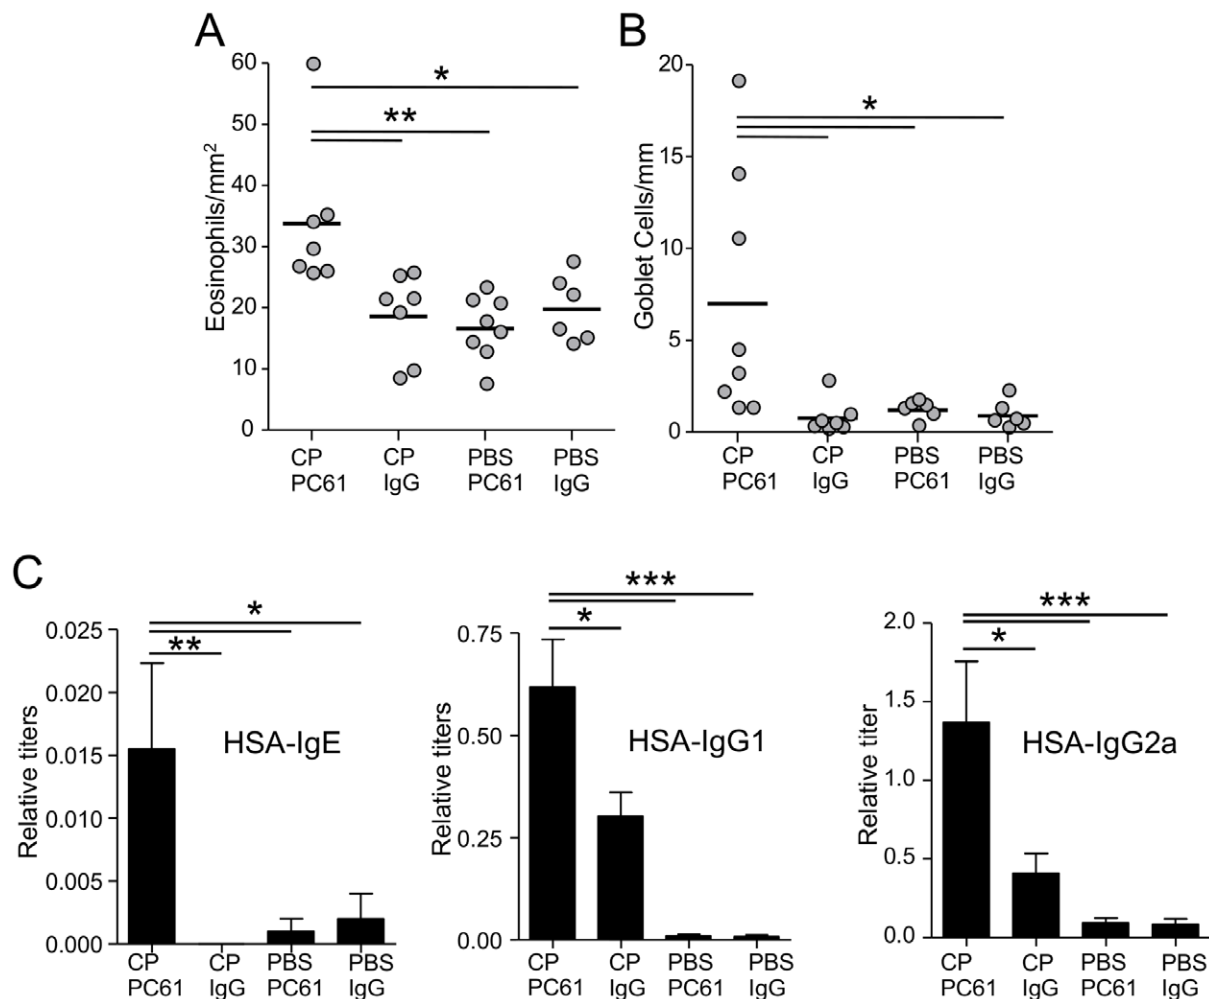 A
Eosinophils/mm²
60
50
40
30
20
10
0
*
**
CP PC61
CP IgG
PBS PC61
PBS IgG
B
Goblet Cells/mm
20
15
10
5
0
*
CP PC61
CP IgG
PBS PC61
PBS IgG
C
Relative titers
0.025
0.020
0.015
0.010
0.005
0.000
*
**
HSA-IgE
CP PC61
CP IgG
PBS PC61
PBS IgG
Relative titers
0.75
0.50
0.25
0.00
***
*
HSA-IgG1
CP PC61
CP IgG
PBS PC61
PBS IgG
Relative titer
2.0
1.5
1.0
0.5
0.0
***
*
HSA-IgG2a
CP PC61
CP IgG
PBS PC61
PBS IgG